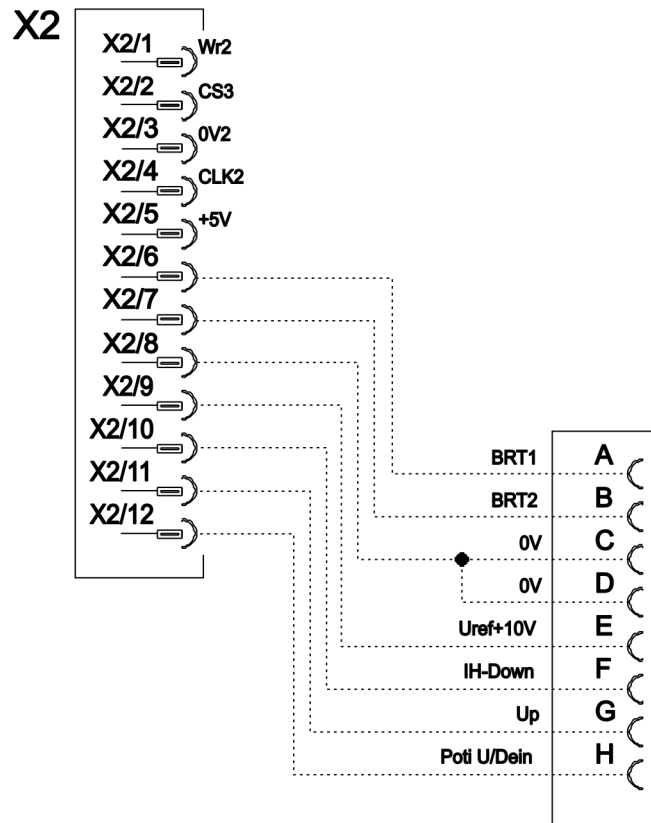 X2
X2/1 Wr2
X2/2 CS3
X2/3 0V2
X2/4 CLK2
X2/5 +5V
X2/6
X2/7
X2/8
X2/9
X2/10
X2/11
X2/12
BRT1 A
BRT2 B
0V C
0V D
Uref+10V E
IH-Down F
Up G
Poti U/Dein H